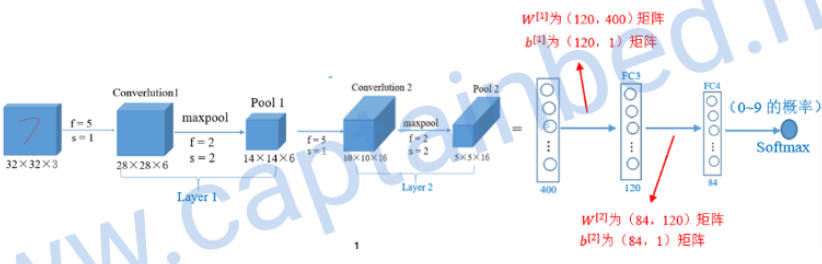 W[1]为（120，400）矩阵
b[1]为（120，1）矩阵
Converlution1
maxpool
Pool 1
Converlution 2
Pool 2
maxpool
FC3
FC4
7
f = 5
s = 1
f = 2
s = 2
f = 5
s = 1
f = 2
s = 2
=
（0~9 的概率）
Softmax
32×32×3
28×28×6
14×14×6
10×10×16
5×5×16
400
120
84
Layer 1
Layer 2
W[2]为（84，120）矩阵
b[2]为（84，1）矩阵
1
ww.captainbed.n